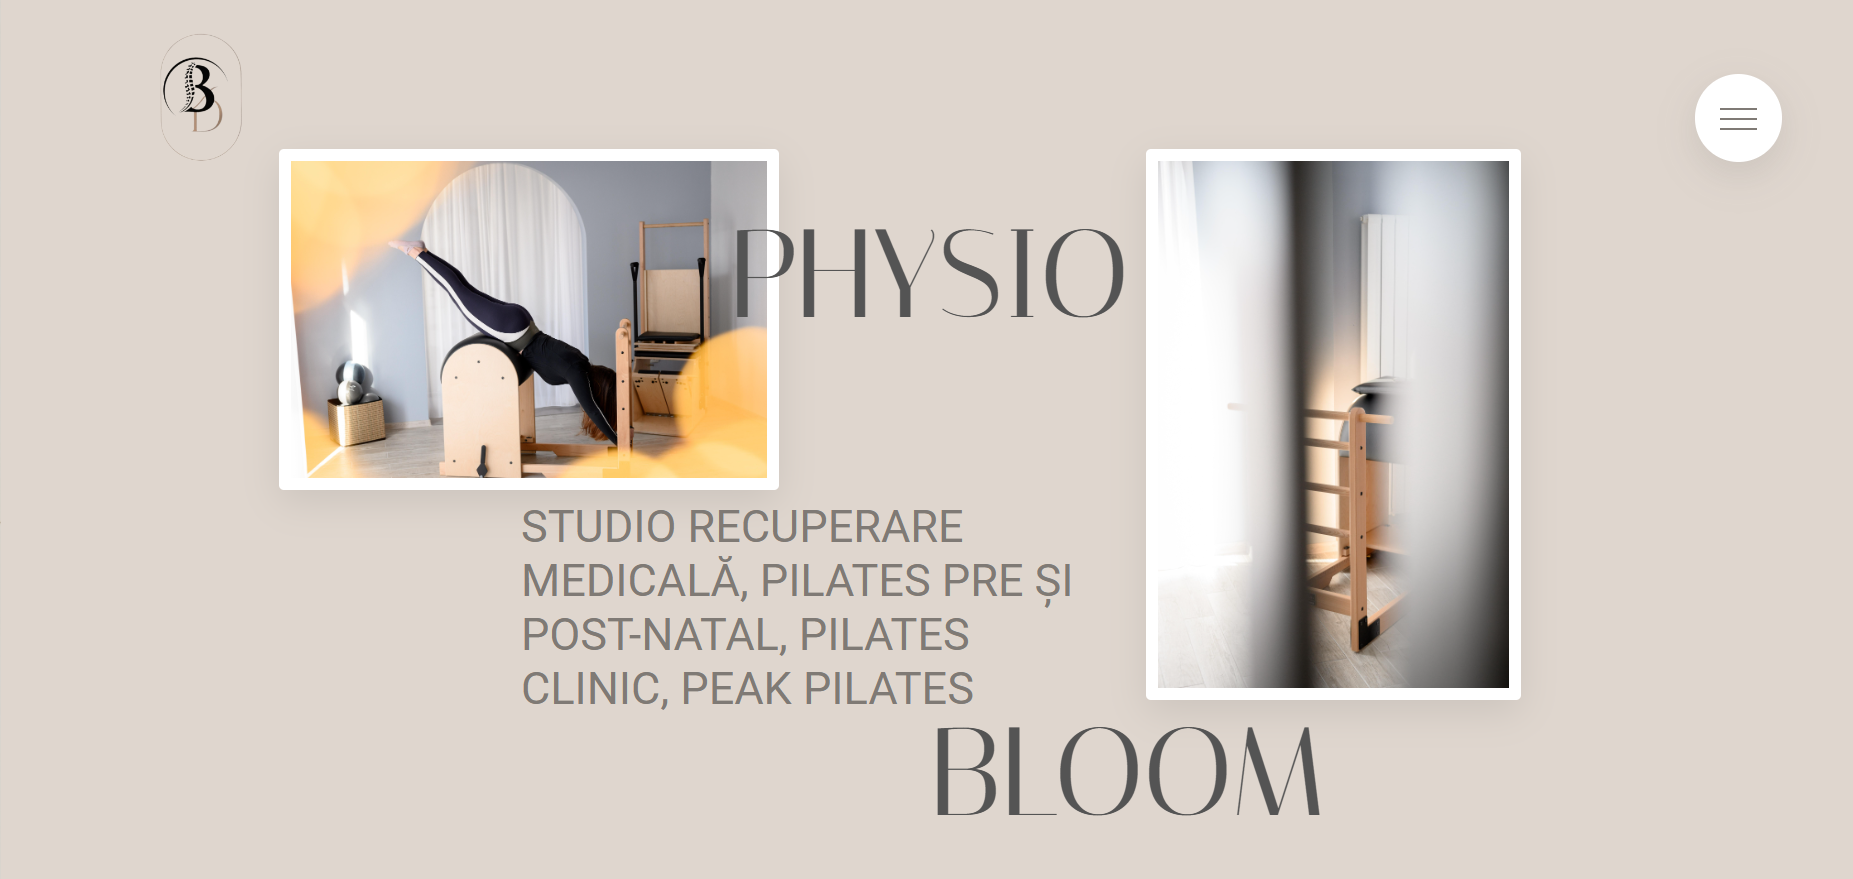 PHYSIO
STUDIO RECUPERARE
MEDICALĂ, PILATES PRE ȘI
POST-NATAL, PILATES
CLINIC, PEAK PILATES
BLOOM